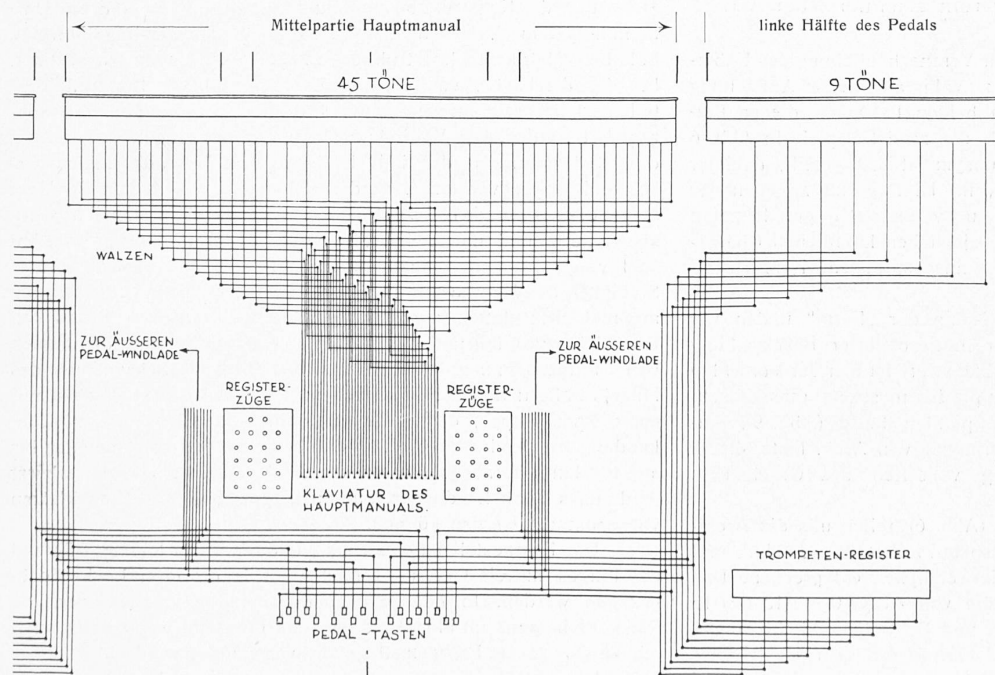 Mittelpartie Hauptmanual
linke Hälfte des Pedals
45 TÖNE
9 TÖNE
WALZEN
ZUR ÄUSSEREN
PEDAL-WINDLADE
ZUR ÄUSSEREN
PEDAL-WINDLADE
REGISTER-
ZÜGE
REGISTER-
ZÜGE
KLAVIATUR DES
HAUPTMANUALS.
TROMPETEN-REGISTER
PEDAL-TASTEN